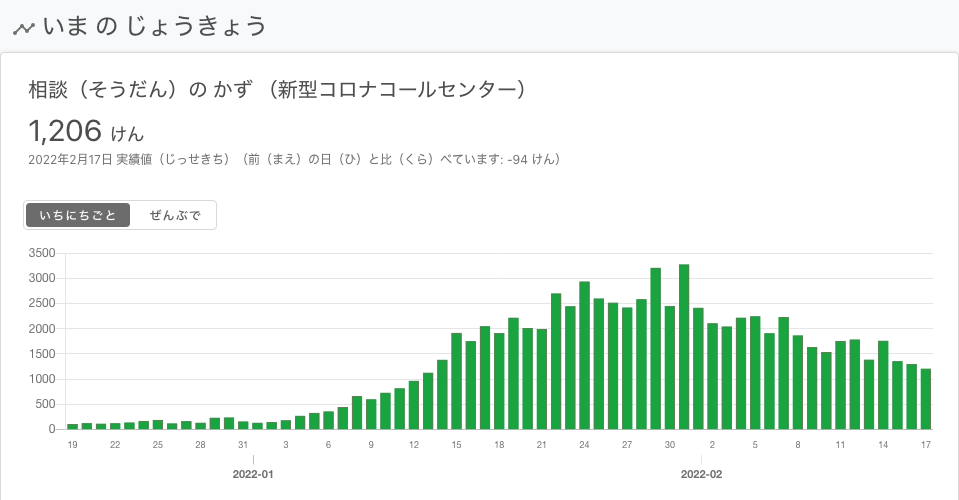 いま の じょうきょう
相談（そうだん）の かず （新型コロナコールセンター）
1,206 けん
2022年2月17日 実績値（じっせきち）（前（まえ）の日（ひ）と比（くら）べています: -94 けん）
いちにちごと ぜんぶで
3500
3000
2500
2000
1500
1000
500
0
19 22 25 28 31 3 6 9 12 15 18 21 24 27 30 2 5 8 11 14 17
2022-01 2022-02